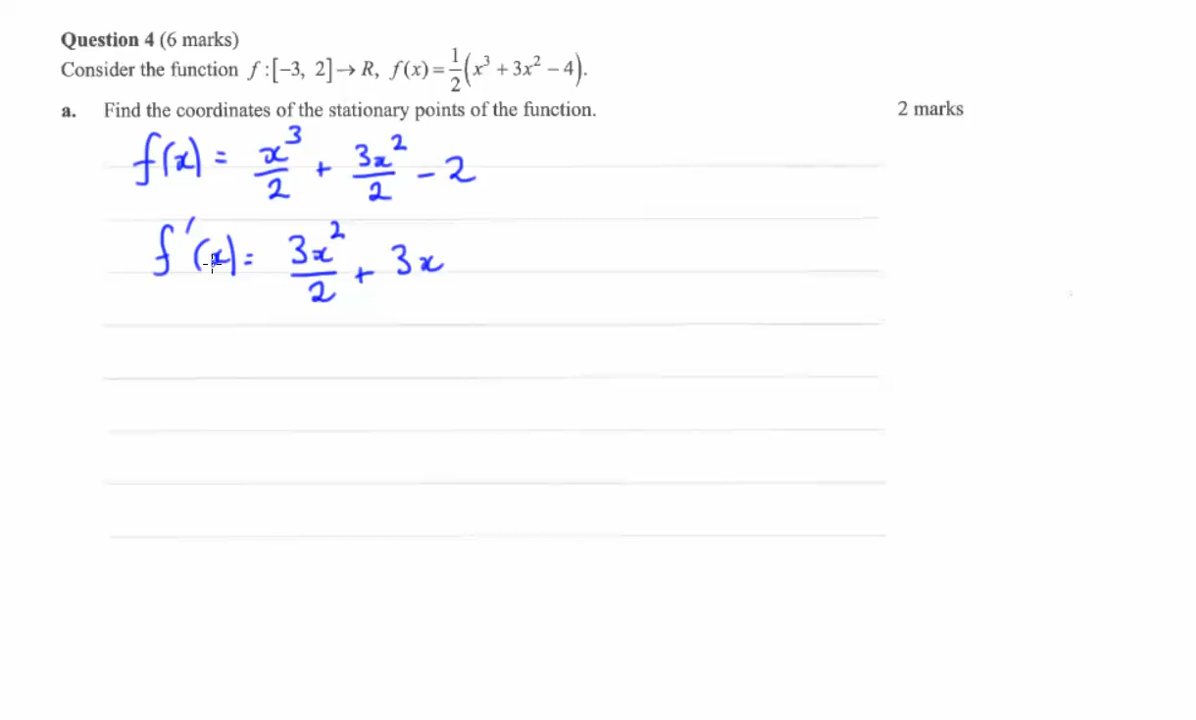 Question 4 (6 marks)
Consider the function f :[−3, 2]→ R, f(x)=1/2(x³ + 3x² − 4).
a. Find the coordinates of the stationary points of the function. 2 marks
f(x) = x³/2 + 3x²/2 − 2
f′(x) = 3x²/2 + 3x